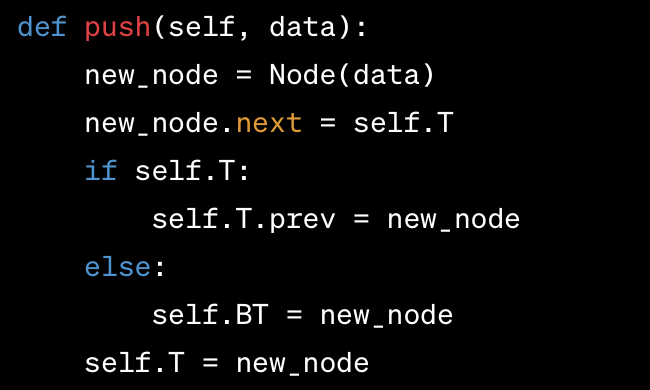 def push(self, data):
    new_node = Node(data)
    new_node.next = self.T
    if self.T:
        self.T.prev = new_node
    else:
        self.BT = new_node
    self.T = new_node